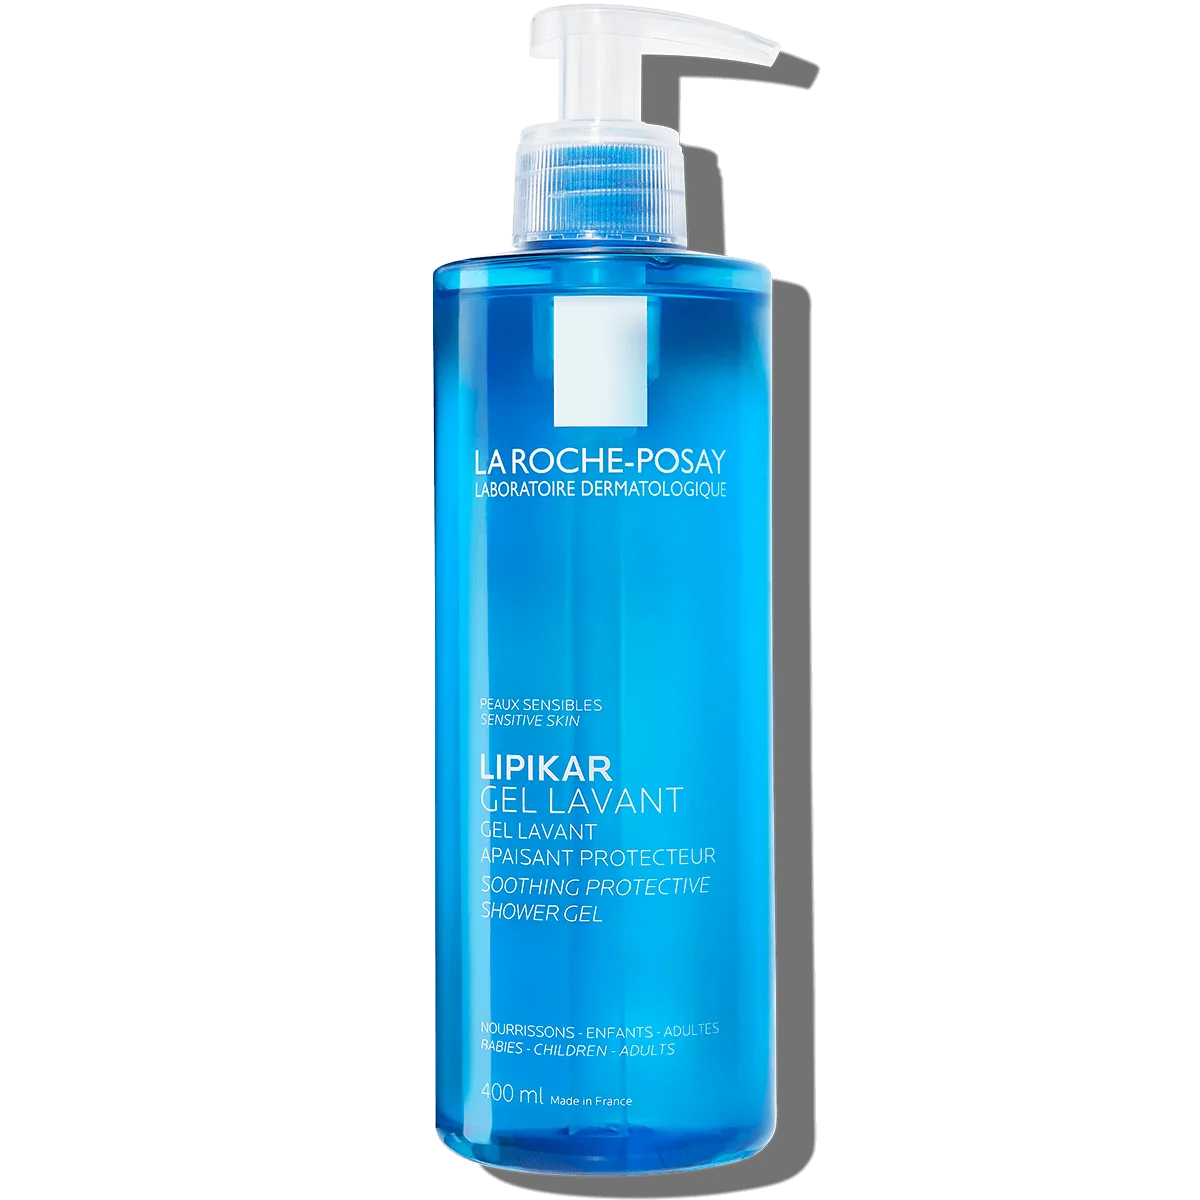 LA ROCHE-POSAY
LABORATOIRE DERMATOLOGIQUE
PEAUX SENSIBLES
SENSITIVE SKIN
LIPIKAR
GEL LAVANT
GEL LAVANT
APAISANT PROTECTEUR
SOOTHING PROTECTIVE
SHOWER GEL
NOURRISSONS - ENFANTS - ADULTES
BABIES - CHILDREN - ADULTS
400 ml Made in France